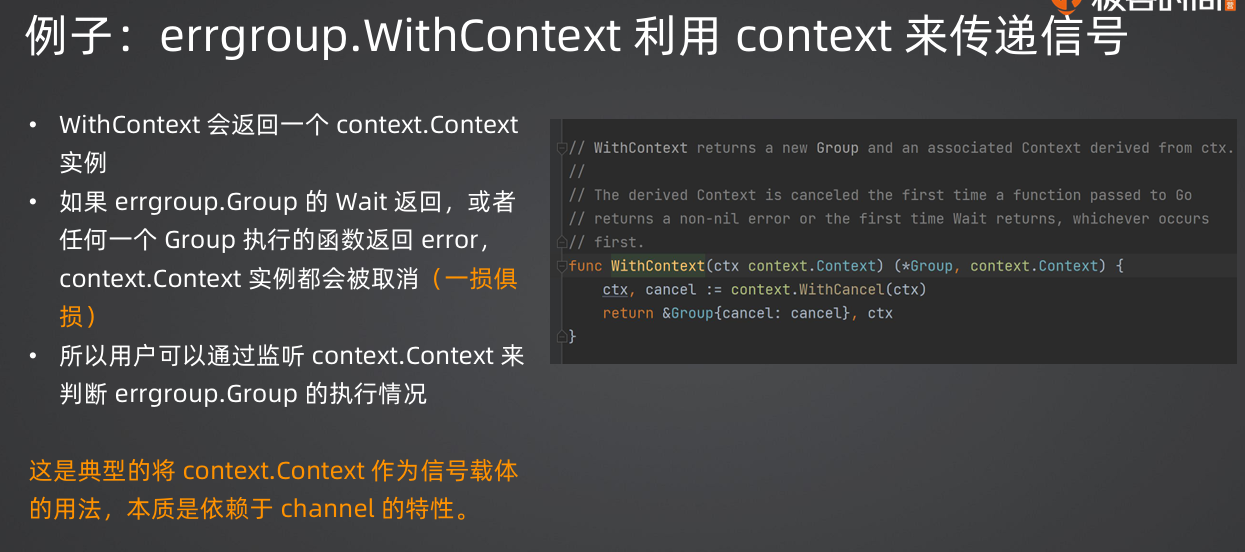 例子：errgroup.WithContext 利用 context 来传递信号
• WithContext 会返回一个 context.Context
实例
• 如果 errgroup.Group 的 Wait 返回，或者
任何一个 Group 执行的函数返回 error，
context.Context 实例都会被取消（一损俱
损）
• 所以用户可以通过监听 context.Context 来
判断 errgroup.Group 的执行情况
这是典型的将 context.Context 作为信号载体
的用法，本质是依赖于 channel 的特性。
// WithContext returns a new Group and an associated Context derived from ctx.
//
// The derived Context is canceled the first time a function passed to Go
// returns a non-nil error or the first time Wait returns, whichever occurs
// first.
func WithContext(ctx context.Context) (*Group, context.Context) {
    ctx, cancel := context.WithCancel(ctx)
    return &Group{cancel: cancel}, ctx
}